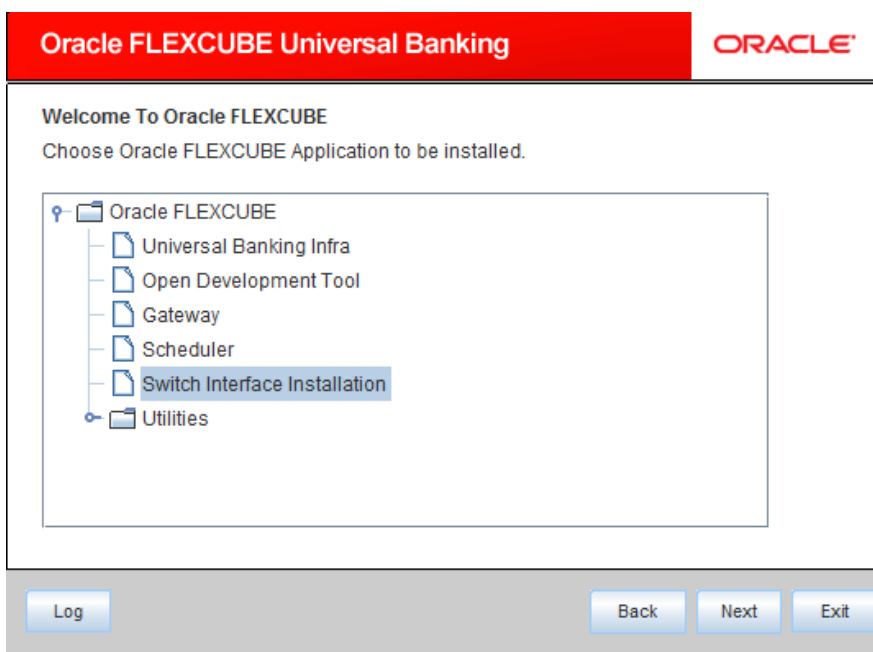 Oracle FLEXCUBE Universal Banking
ORACLE
Welcome To Oracle FLEXCUBE
Choose Oracle FLEXCUBE Application to be installed.
Oracle FLEXCUBE
Universal Banking Infra
Open Development Tool
Gateway
Scheduler
Switch Interface Installation
Utilities
Log
Back
Next
Exit